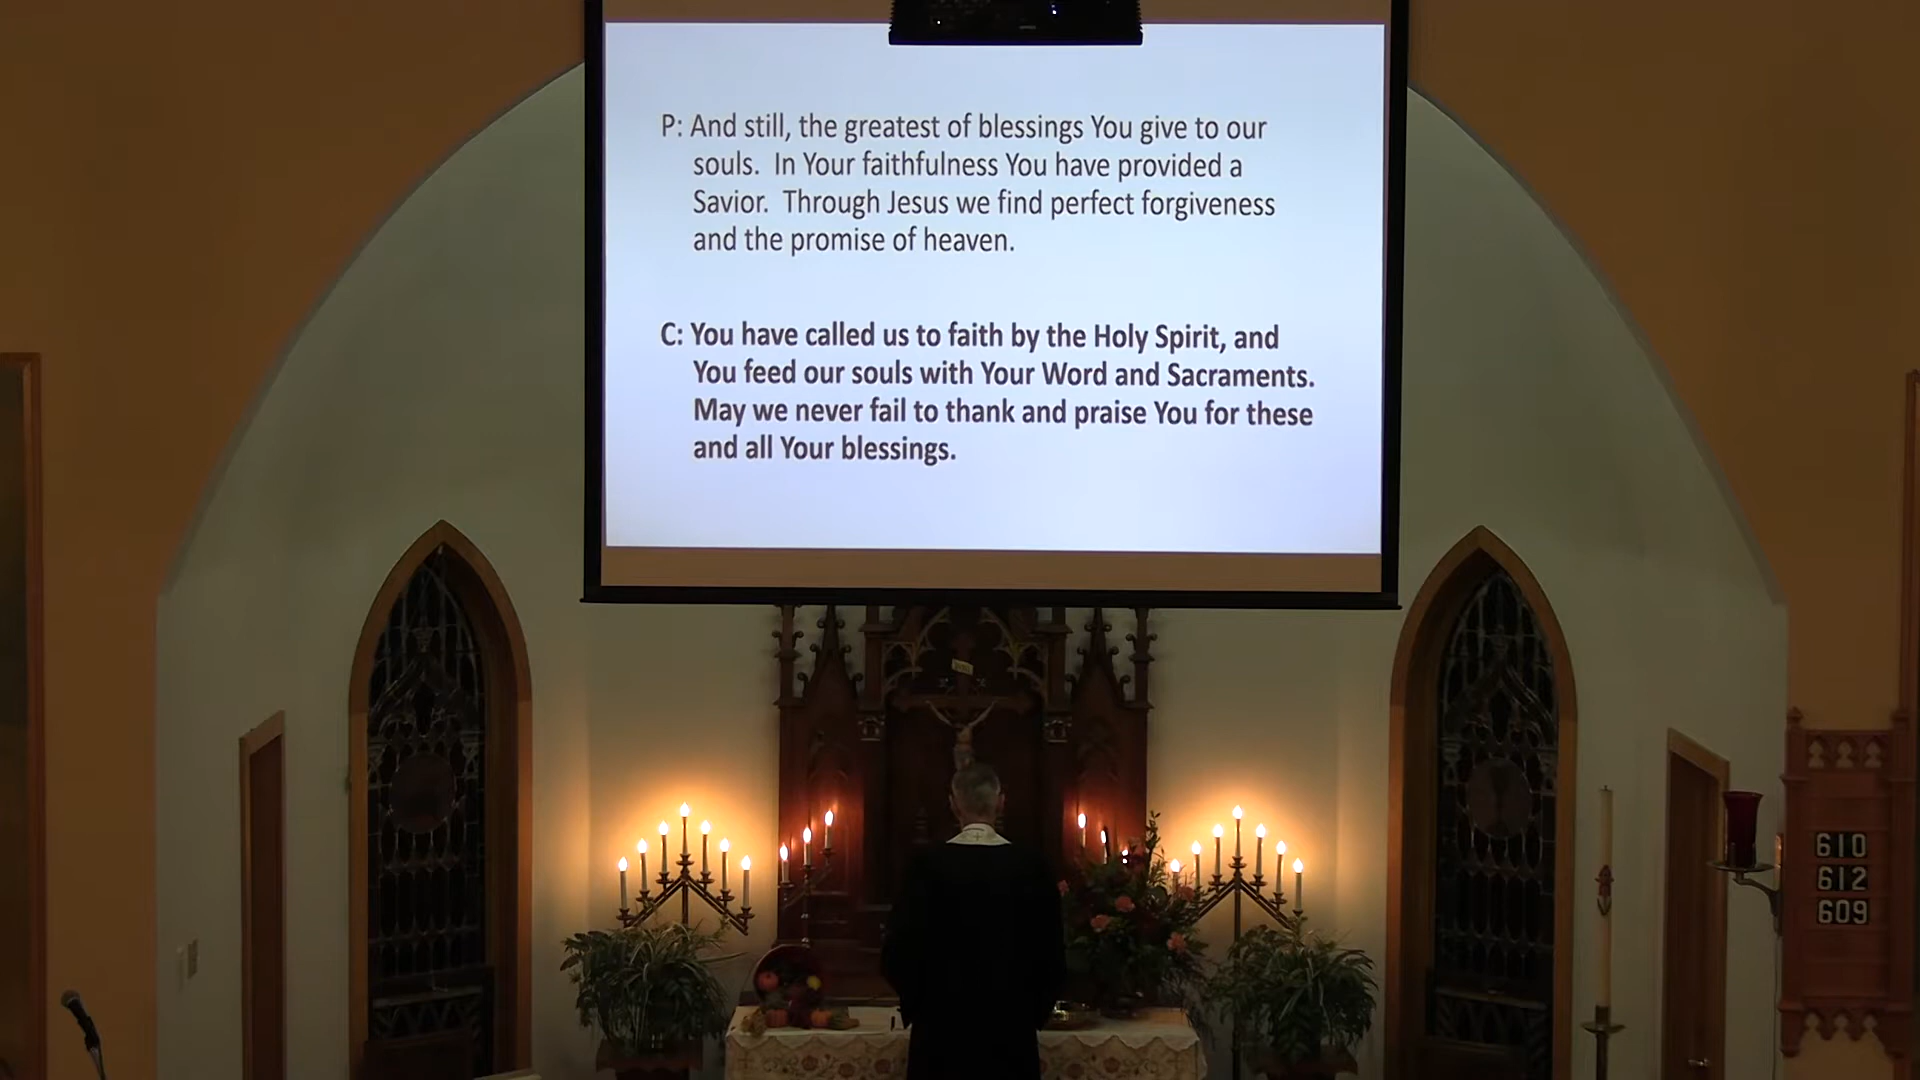 P: And still, the greatest of blessings You give to our
souls. In Your faithfulness You have provided a
Savior. Through Jesus we find perfect forgiveness
and the promise of heaven.
C: You have called us to faith by the Holy Spirit, and
You feed our souls with Your Word and Sacraments.
May we never fail to thank and praise You for these
and all Your blessings.
610
612
609